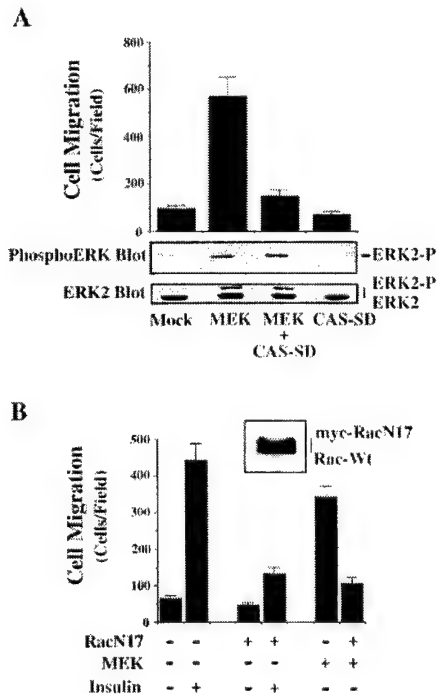 A
800
600
400
200
0
Cell Migration
(Cells/Field)
PhosphoERK Blot
ERK2-P
ERK2 Blot
ERK2-P
ERK2
Mock MEK MEK + CAS-SD CAS-SD
B
500
400
300
200
100
0
Cell Migration
(Cells/Field)
myc-RacN17
Rac-Wt
RacN17 - - + + - +
MEK - - - - + +
Insulin - + - + - -